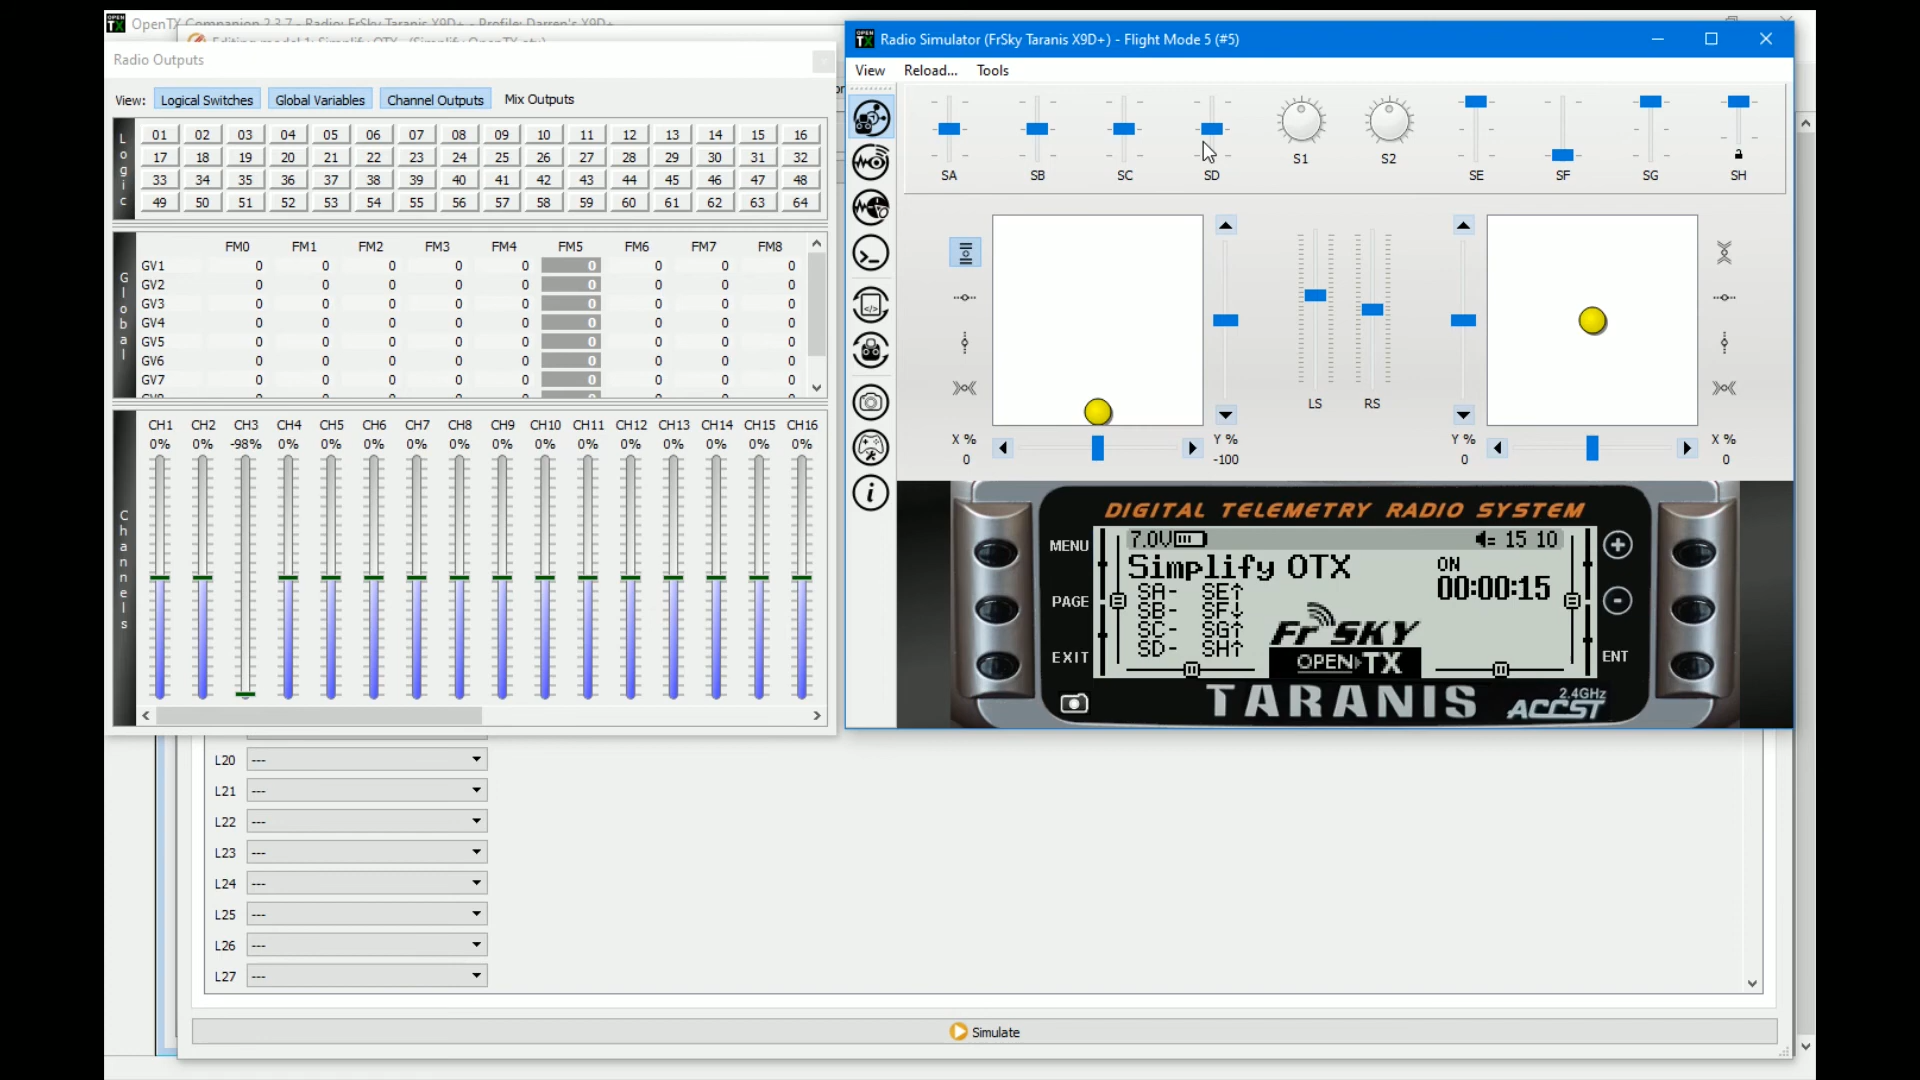 OpenTX Companion 2.3.7 - Radio: FrSky Taranis X9D+ - Profile: Darren's X9D+
Radio Outputs
View: Logical Switches Global Variables Channel Outputs Mix Outputs
Logic
01 02 03 04 05 06 07 08 09 10 11 12 13 14 15 16
17 18 19 20 21 22 23 24 25 26 27 28 29 30 31 32
33 34 35 36 37 38 39 40 41 42 43 44 45 46 47 48
49 50 51 52 53 54 55 56 57 58 59 60 61 62 63 64
Global
FM0 FM1 FM2 FM3 FM4 FM5 FM6 FM7 FM8
GV1 0 0 0 0 0 0 0 0 0
GV2 0 0 0 0 0 0 0 0 0
GV3 0 0 0 0 0 0 0 0 0
GV4 0 0 0 0 0 0 0 0 0
GV5 0 0 0 0 0 0 0 0 0
GV6 0 0 0 0 0 0 0 0 0
GV7 0 0 0 0 0 0 0 0 0
Channels
CH1 CH2 CH3 CH4 CH5 CH6 CH7 CH8 CH9 CH10 CH11 CH12 CH13 CH14 CH15 CH16
0% 0% -98% 0% 0% 0% 0% 0% 0% 0% 0% 0% 0% 0% 0% 0%
Radio Simulator (FrSky Taranis X9D+) - Flight Mode 5 (#5)
View Reload... Tools
S1 S2
SA SB SC SD SE SF SG SH
LS RS
X % Y % Y % X %
0 -100 0 0
DIGITAL TELEMETRY RADIO SYSTEM
MENU
PAGE
EXIT
7.0V 15 10
Simplify OTX
ON
00:00:15
SA- SE↑
SB- SF↓
SC- SG↑
SD- SH↑
FrSKY
OPEN TX
ENT
TARANIS
2.4GHz
ACCST
L20 ---
L21 ---
L22 ---
L23 ---
L24 ---
L25 ---
L26 ---
L27 ---
Simulate